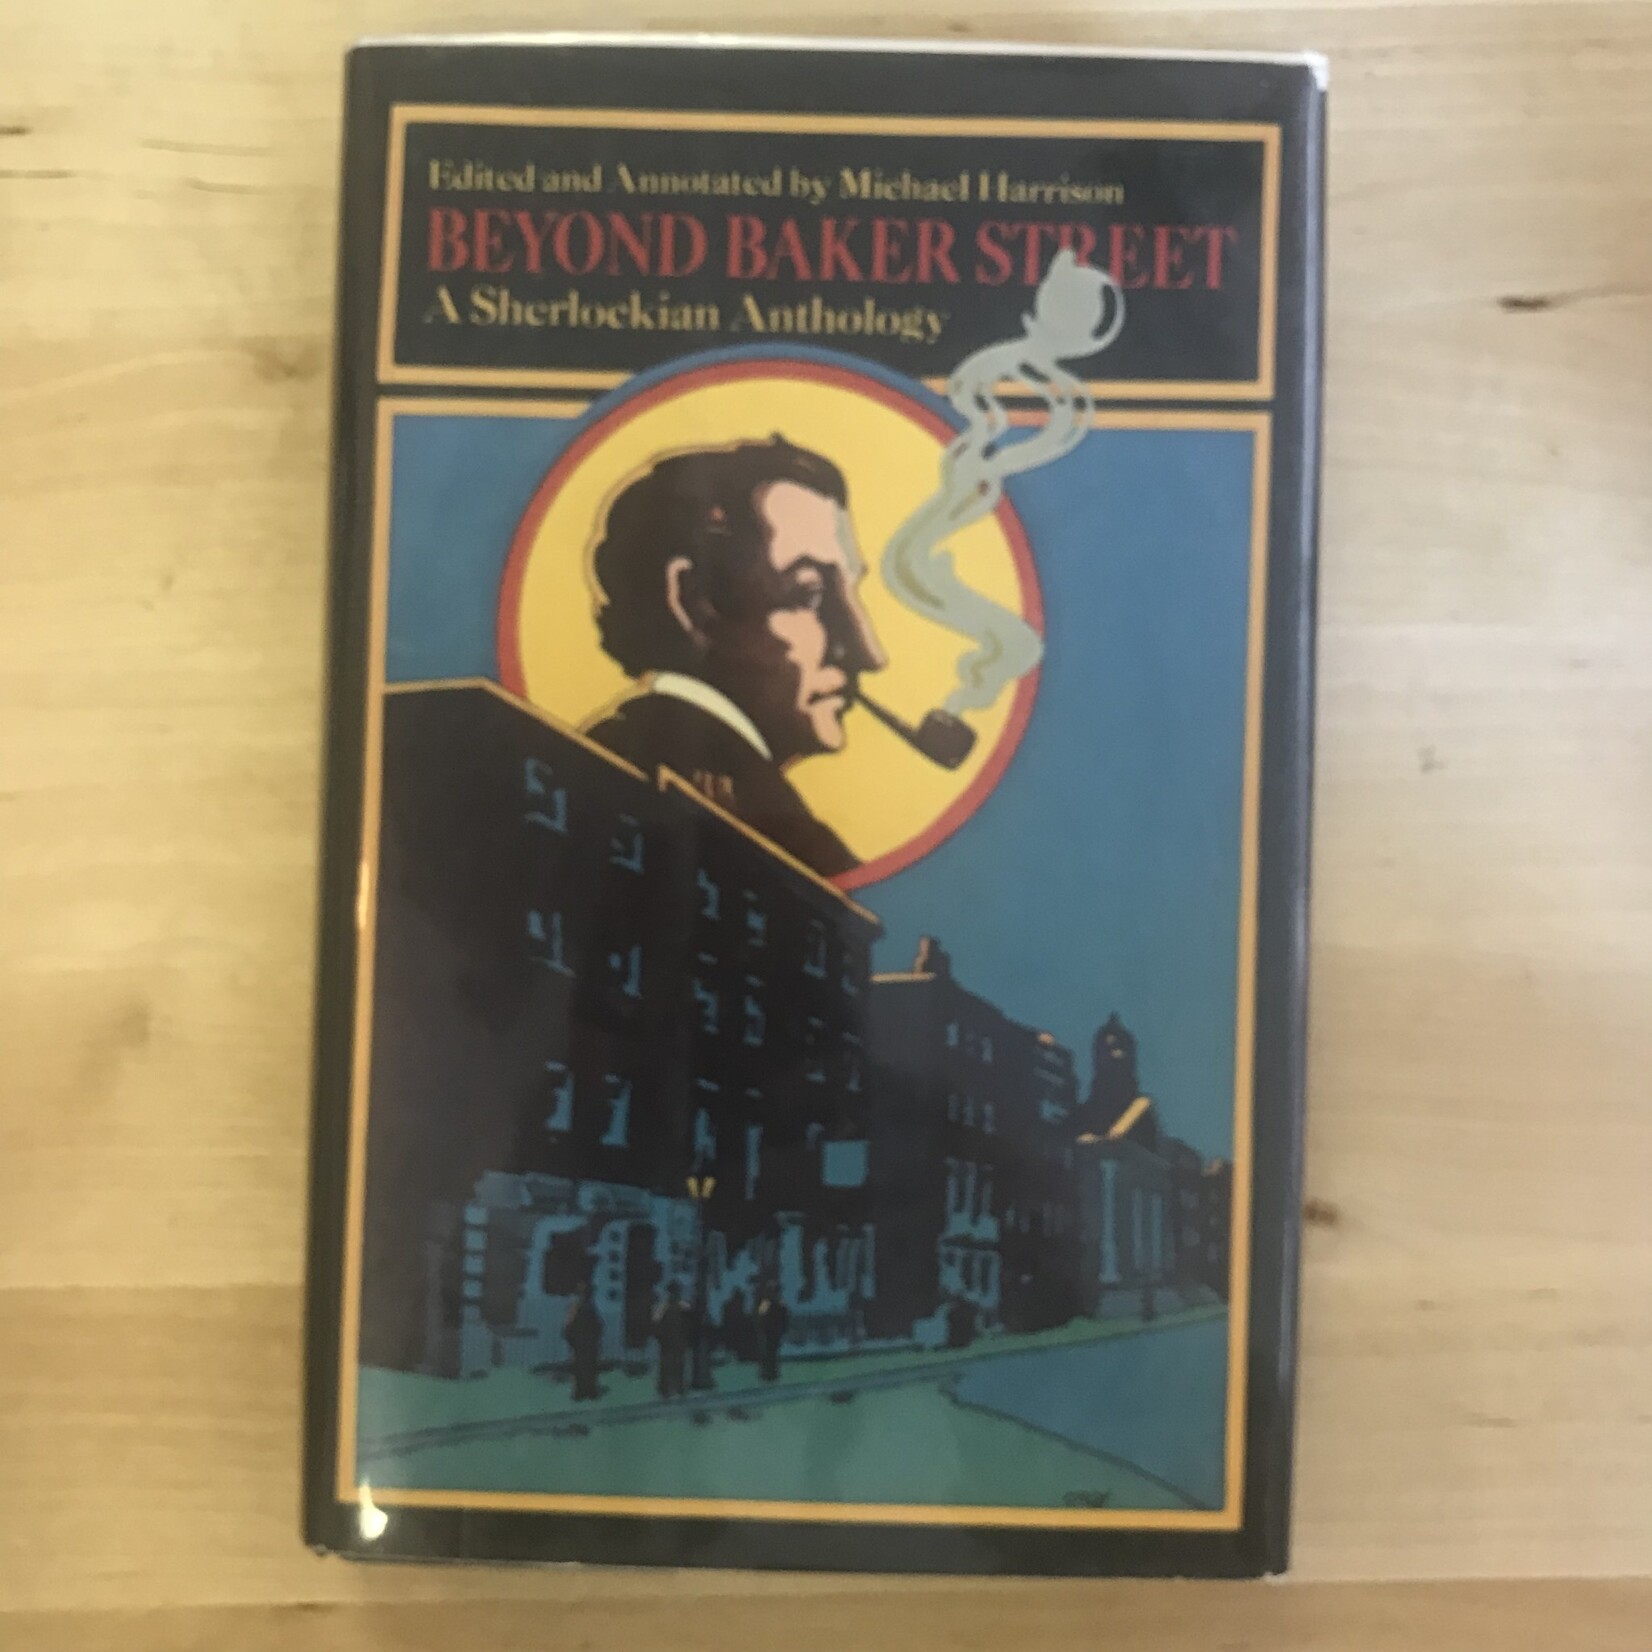 Edited and Annotated by Michael Harrison
BEYOND BAKER STREET
A Sherlockian Anthology